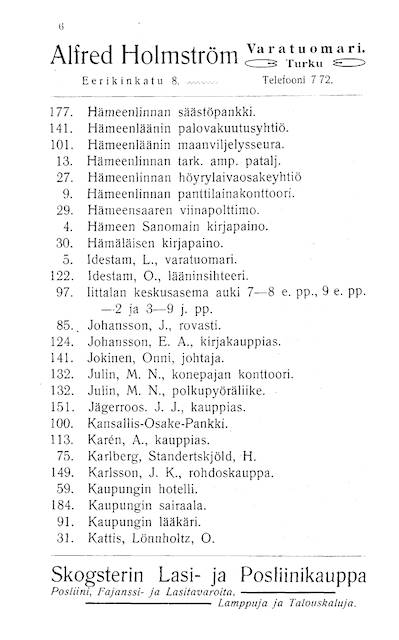 6
Alfred Holmström Varatuomari.
Turku
Eerikinkatu 8. Telefooni 7 72.
177. Hämeenlinnan säästöpankki.
141. Hämeenläänin palovakuutusyhtiö.
101. Hämeenläänin maanviljelysseura.
13. Hämeenlinnan tark. amp. patalj.
27. Hämeenlinnan höyrylaivaosakeyhtiö
9. Hämeenlinnan panttilainakonttoori.
29. Hämeensaaren viinapolttimo.
4. Hämeen Sanomain kirjapaino.
30. Hämäläisen kirjapaino.
5. Idestam, L., varatuomari.
122. Idestam, O., lääninsihteeri.
97. Iittalan keskusasema auki 7—8 e. pp., 9 e. pp.
—2 ja 3—9 j. pp.
85. Johansson, J., rovasti.
124. Johansson, E. A., kirjakauppias.
141. Jokinen, Onni, johtaja.
132. Julin, M. N., konepajan konttoori.
132. Julin, M. N., polkupyöräliike.
151. Jägerroos. J. J., kauppias.
100. Kansallis-Osake-Pankki.
113. Karén, A., kauppias.
75. Karlberg, Standertskjöld, H.
149. Karlsson, J. K., rohdoskauppa.
59. Kaupungin hotelli.
184. Kaupungin sairaala.
91. Kaupungin lääkäri.
31. Kattis, Lönnholtz, O.
Skogsterin Lasi- ja Posliinikauppa
Posliini, Fajanssi- ja Lasitavaroita,
Lamppuja ja Talouskaluja.